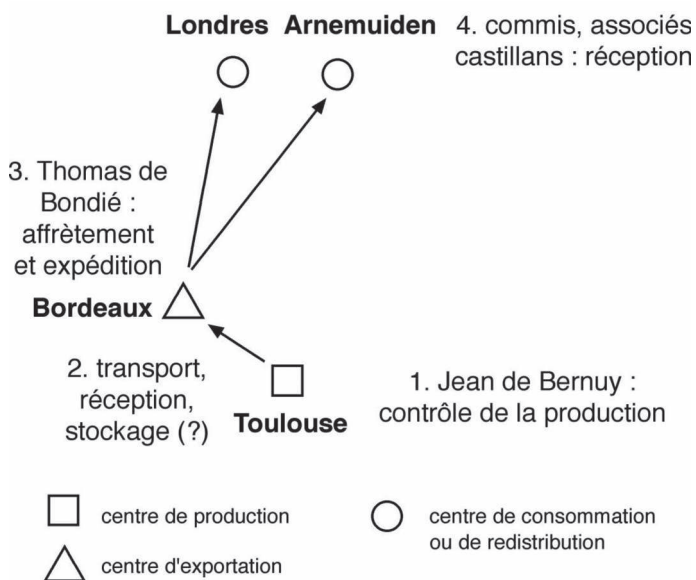 Londres Arnemuiden
4. commis, associés
castillans : réception
3. Thomas de
Bondié :
affrètement
et expédition
Bordeaux
2. transport,
réception,
stockage (?)
Toulouse
1. Jean de Bernuy :
contrôle de la production
centre de production
centre d'exportation
centre de consommation
ou de redistribution